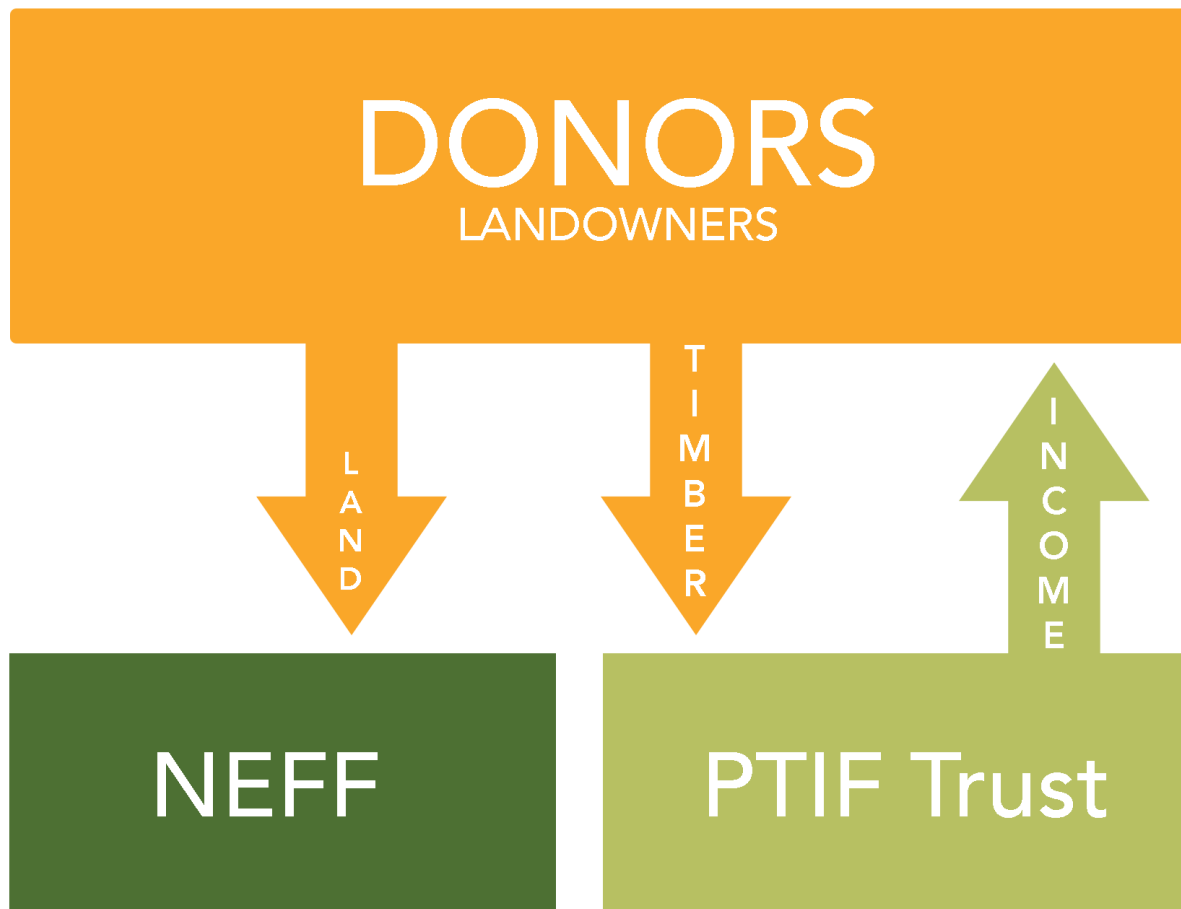 DONORS
LANDOWNERS
LAND
TIMBER
INCOME
NEFF
PTIF Trust